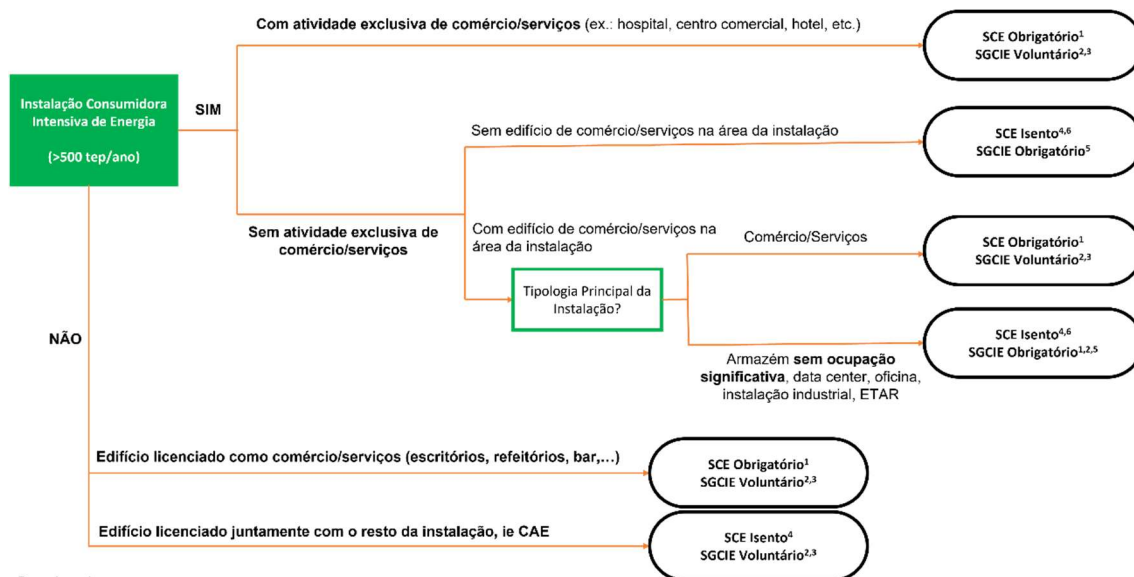 Com atividade exclusiva de comércio/serviços (ex.: hospital, centro comercial, hotel, etc.)
SCE Obrigatório¹
SGCIE Voluntário²,³
Instalação Consumidora
Intensiva de Energia
(>500 tep/ano)
SIM
Sem edifício de comércio/serviços na área da instalação
SCE Isento⁴,⁶
SGCIE Obrigatório⁵
Sem atividade exclusiva de
comércio/serviços
Com edifício de comércio/serviços na
área da instalação
Comércio/Serviços
SCE Obrigatório¹
SGCIE Voluntário²,³
Tipologia Principal da
Instalação?
NÃO
SCE Isento⁴,⁶
SGCIE Obrigatório¹,²,⁵
Armazém sem ocupação
significativa, data center, oficina,
instalação industrial, ETAR
Edifício licenciado como comércio/serviços (escritórios, refeitórios, bar,…)
SCE Obrigatório¹
SGCIE Voluntário²,³
Edifício licenciado juntamente com o resto da instalação, ie CAE
SCE Isento⁴
SGCIE Voluntário²,³